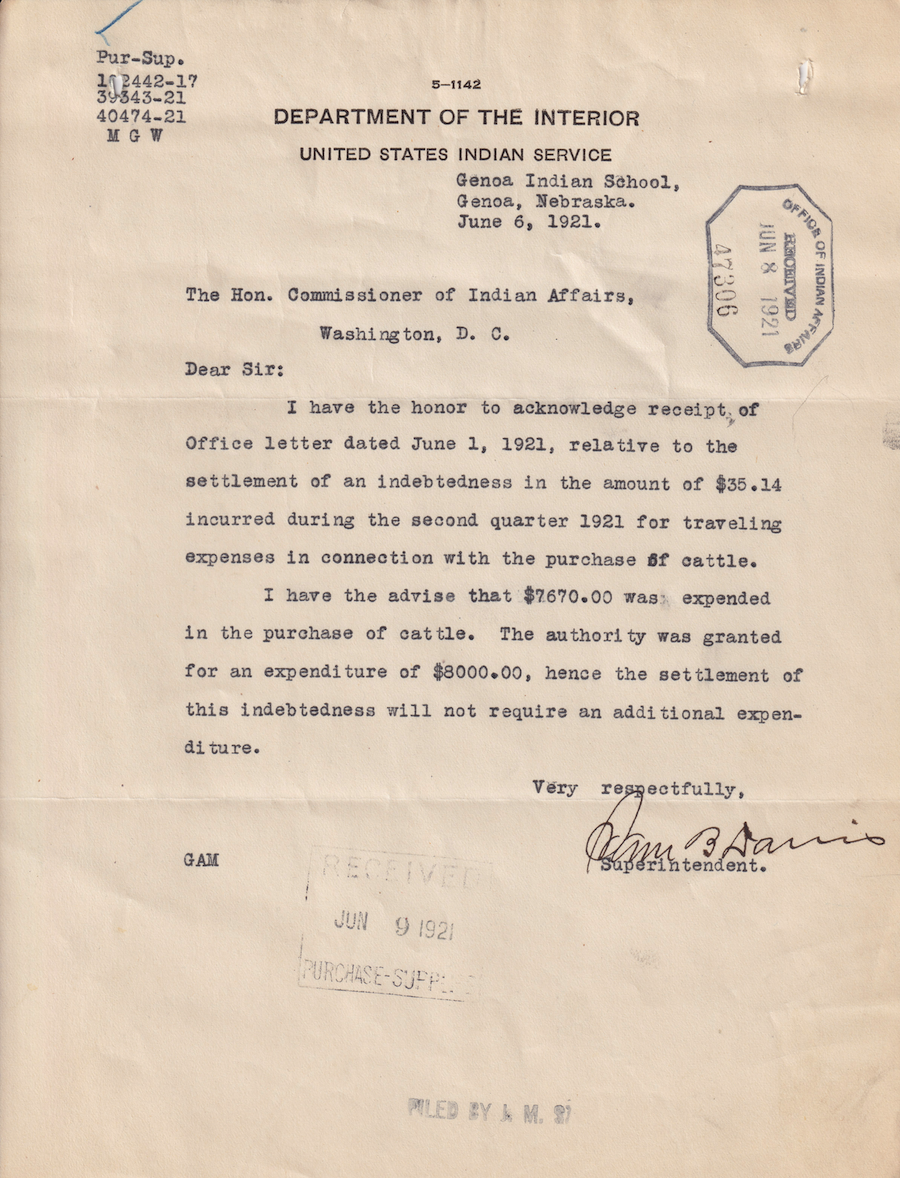 Pur-Sup.
39343-21
40474-21
M G W
5-1142
DEPARTMENT OF THE INTERIOR
UNITED STATES INDIAN SERVICE
Genoa Indian School,
Genoa, Nebraska.
June 6, 1921.
OFFICE OF INDIAN AFFAIRS
RECEIVED
JUN 8 1921
47306
The Hon. Commissioner of Indian Affairs,
Washington, D. C.
Dear Sir:
I have the honor to acknowledge receipt of
Office letter dated June 1, 1921, relative to the
settlement of an indebtedness in the amount of $35.14
incurred during the second quarter 1921 for traveling
expenses in connection with the purchase of cattle.
I have the advise that $7670.00 was expended
in the purchase of cattle. The authority was granted
for an expenditure of $8000.00, hence the settlement of
this indebtedness will not require an additional expen-
diture.
Very respectfully,
Sam B Davis
Superintendent.
GAM
RECEIVED
JUN 9 1921
FILED BY